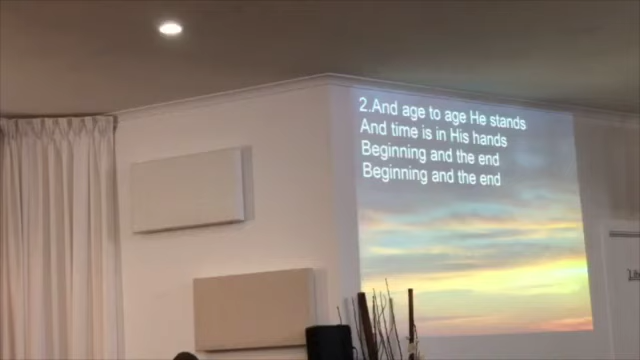 2.And age to age He stands
And time is in His hands
Beginning and the end
Beginning and the end